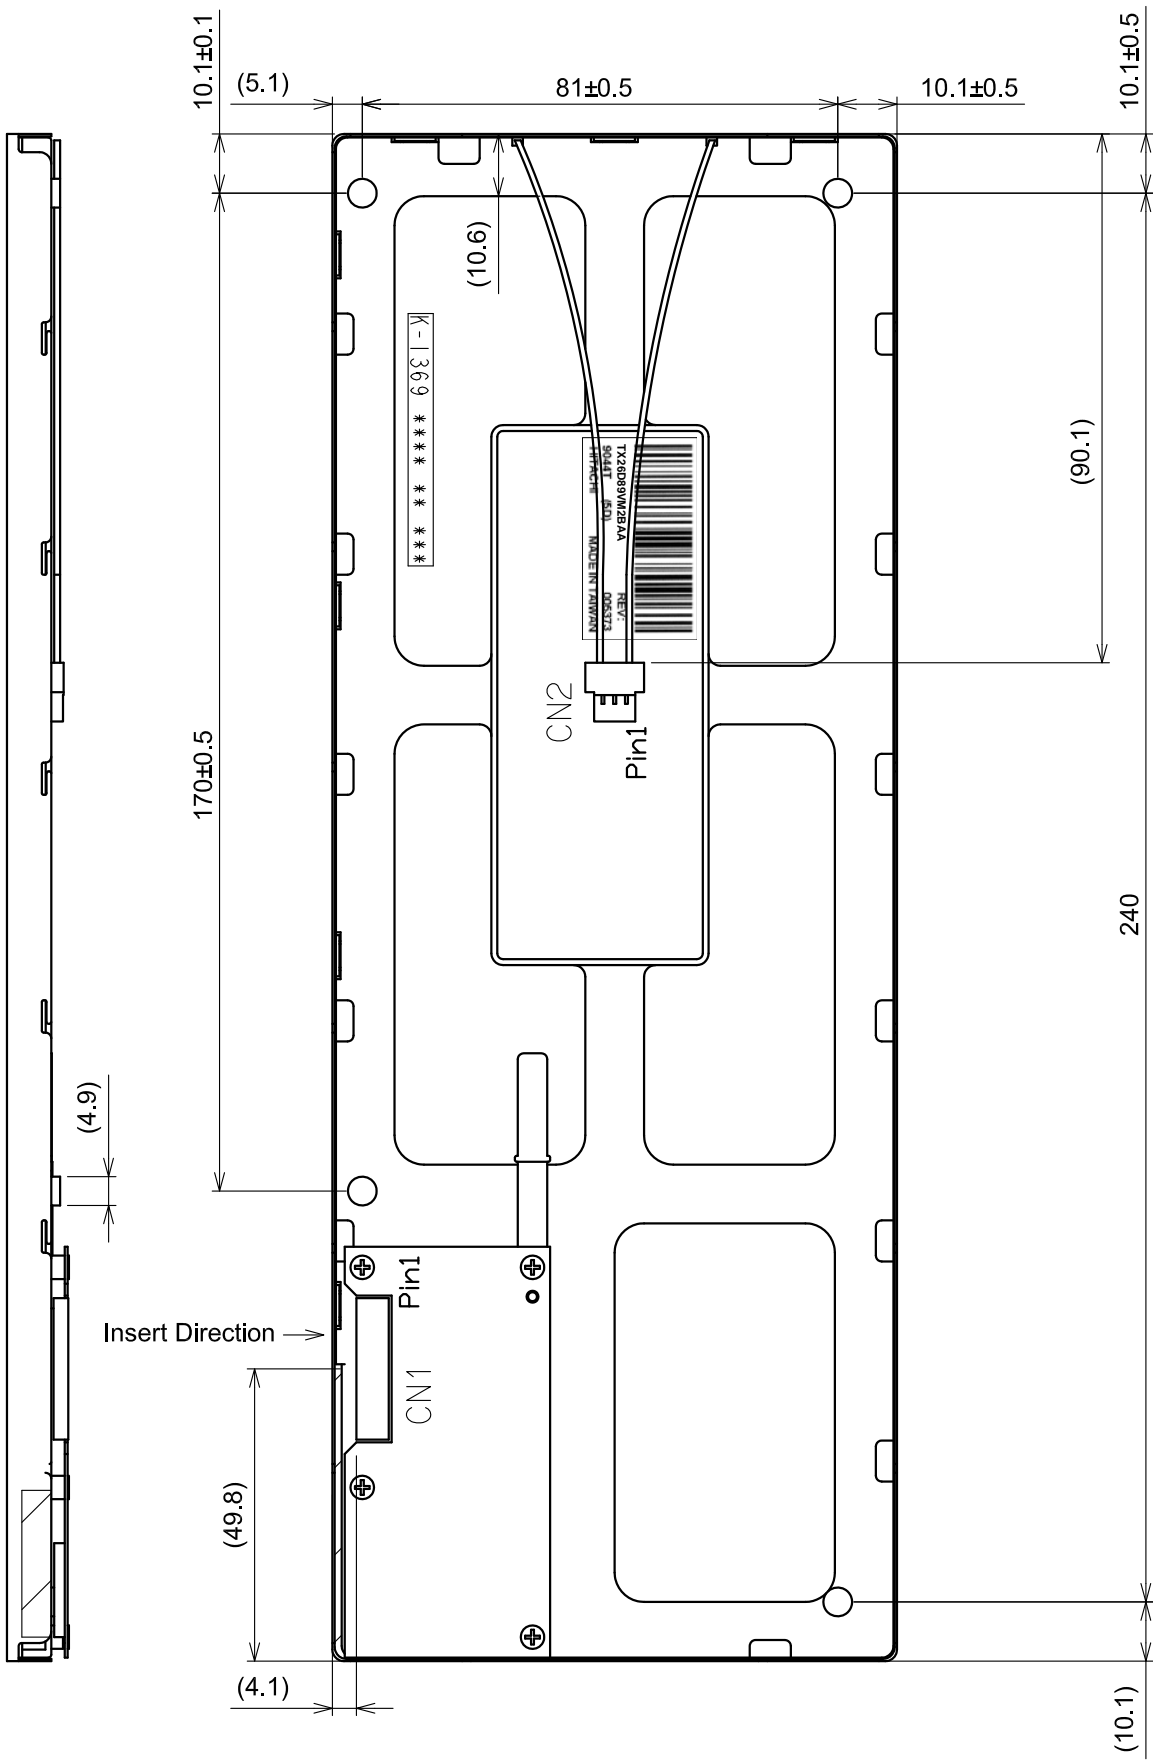 10.1±0.1
(5.1)
81±0.5
10.1±0.5
10.1±0.5
(10.6)
K-1369 **** ** ***
(90.1)
TX26D89VM2BAA REV:
9044T (5D) 005373
HITACHI MADE IN TAIWAN
CN2
Pin1
170±0.5
240
(4.9)
Pin1
Insert Direction
CN1
(49.8)
(4.1)
(10.1)